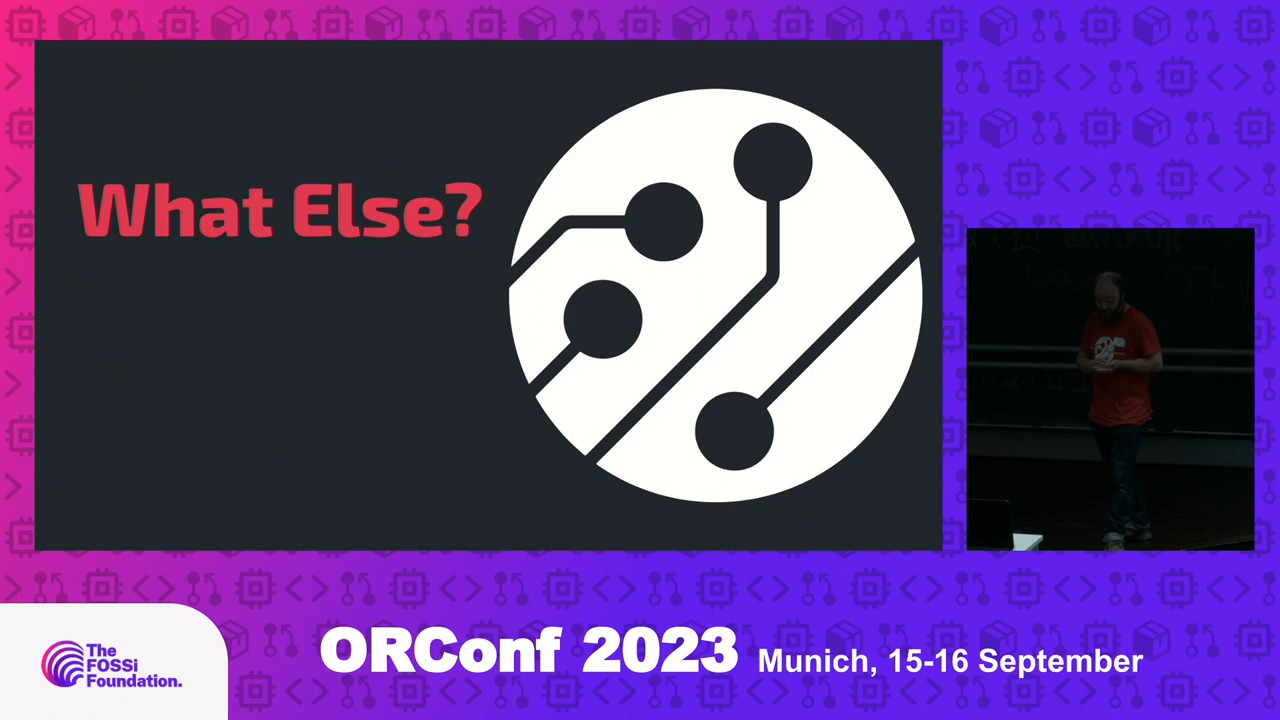 What Else?
The
FOSSi
Foundation.
ORConf 2023 Munich, 15-16 September